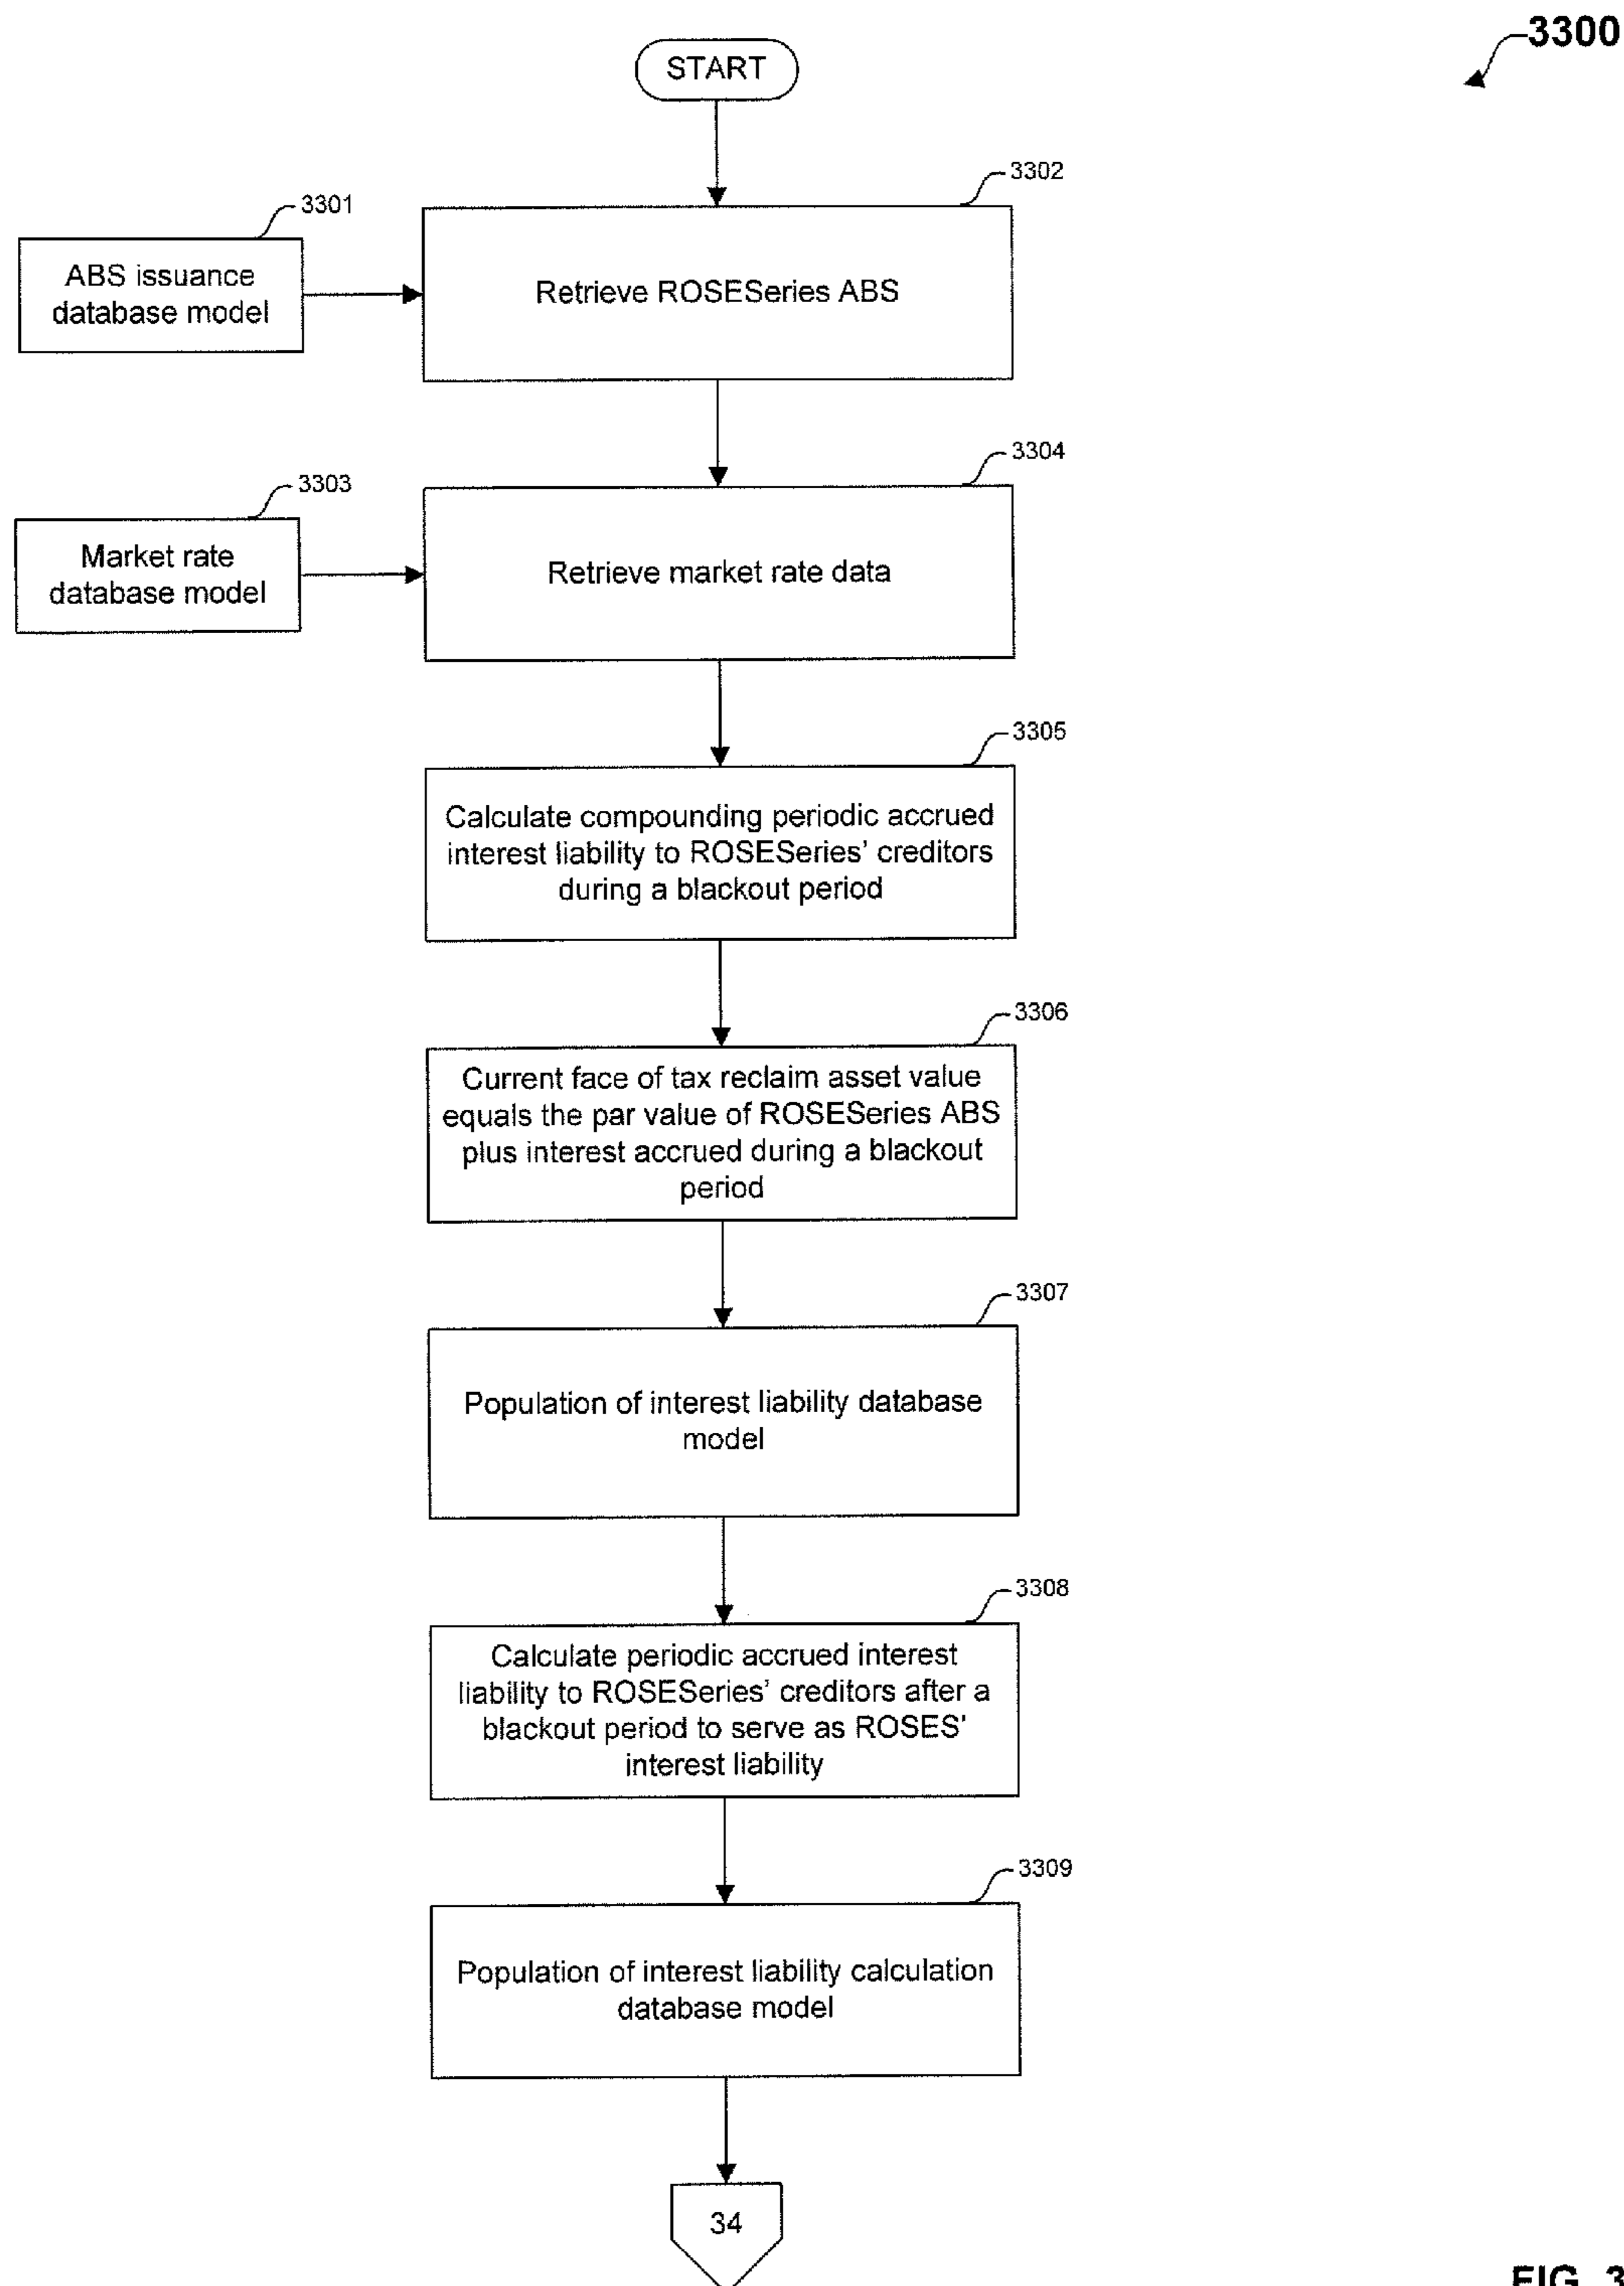 3300
START
3302
3301
ABS issuance
database model
Retrieve ROSESeries ABS
3304
3303
Market rate
database model
Retrieve market rate data
3305
Calculate compounding periodic accrued
interest liability to ROSESeries' creditors
during a blackout period
3306
Current face of tax reclaim asset value
equals the par value of ROSESeries ABS
plus interest accrued during a blackout
period
3307
Population of interest liability database
model
3308
Calculate periodic accrued interest
liability to ROSESeries' creditors after a
blackout period to serve as ROSES'
interest liability
3309
Population of interest liability calculation
database model
34
FIG. 3